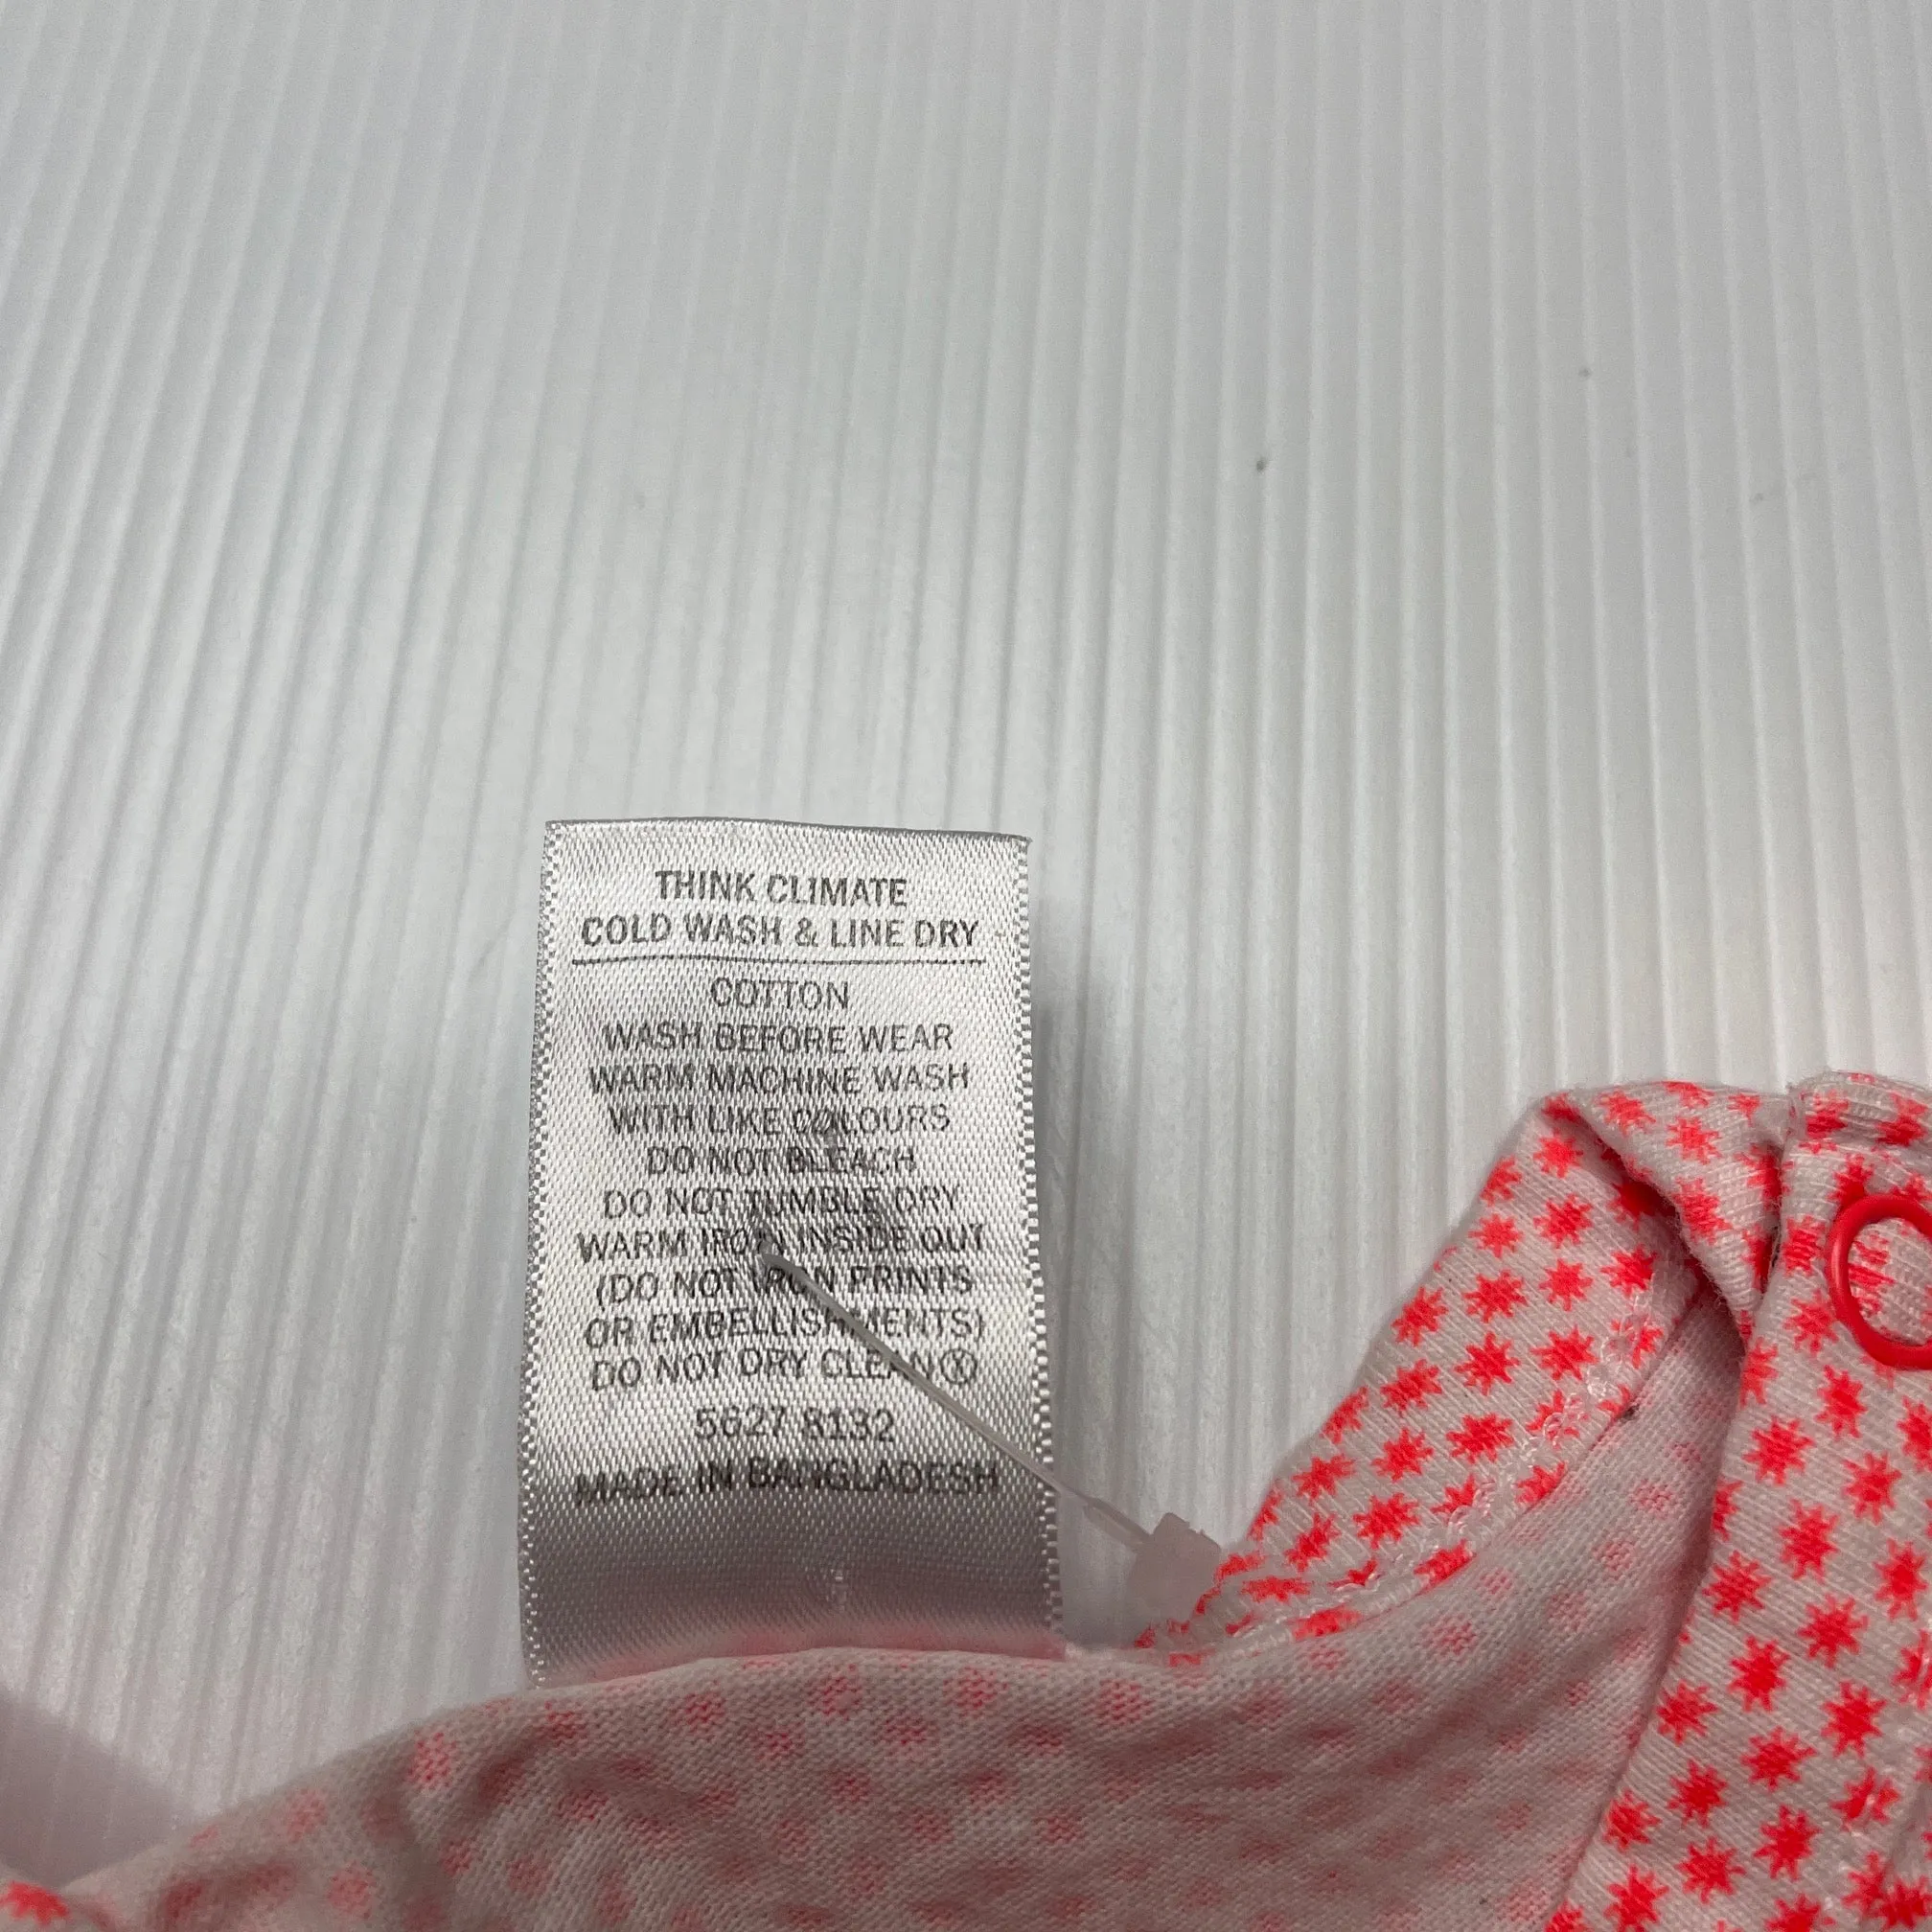 THINK CLIMATE
COLD WASH & LINE DRY
COTTON
WASH BEFORE WEAR
WARM MACHINE WASH
WITH LIKE COLOURS
DO NOT BLEACH
DO NOT TUMBLE DRY
WARM IRON INSIDE OUT
(DO NOT IRON PRINTS
OR EMBELLISHMENTS)
DO NOT DRY CLEAN Ⓧ
5627 8132
MADE IN BANGLADESH